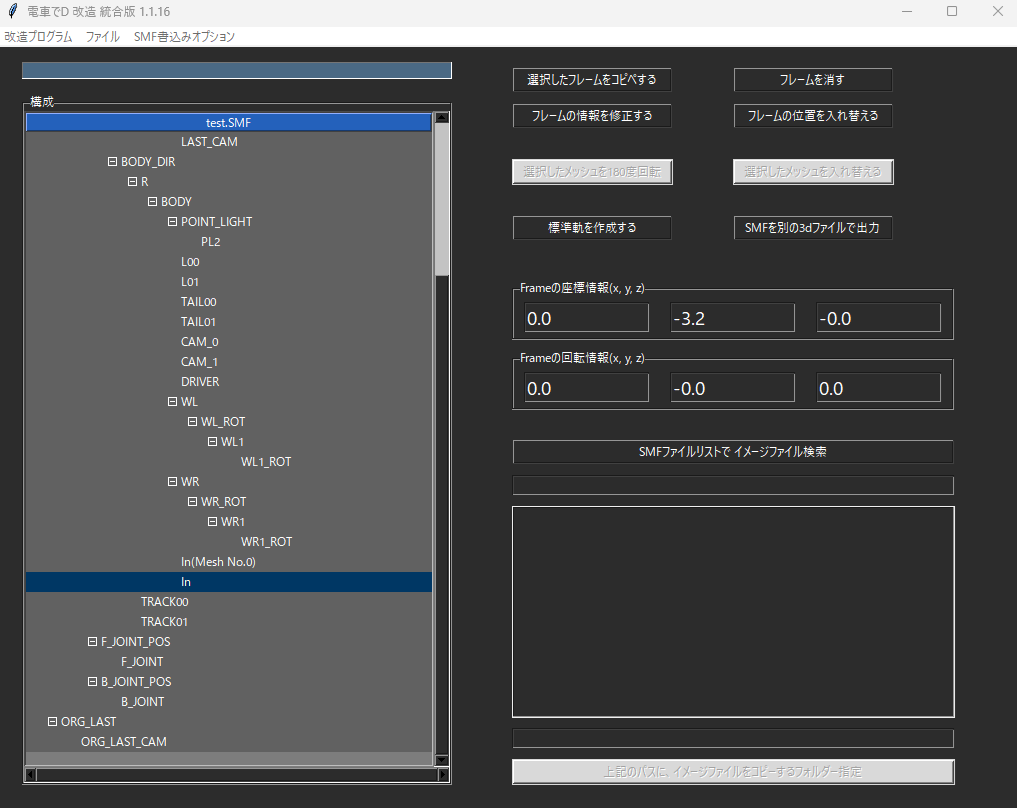 電車でD 改造 統合版 1.1.16
改造プログラム ファイル SMF書込みオプション
構成
test.SMF
LAST_CAM
BODY_DIR
R
BODY
POINT_LIGHT
PL2
L00
L01
TAIL00
TAIL01
CAM_0
CAM_1
DRIVER
WL
WL_ROT
WL1
WL1_ROT
WR
WR_ROT
WR1
WR1_ROT
In(Mesh No.0)
In
TRACK00
TRACK01
F_JOINT_POS
F_JOINT
B_JOINT_POS
B_JOINT
ORG_LAST
ORG_LAST_CAM
選択したフレームをコピペする フレームを消す
フレームの情報を修正する フレームの位置を入れ替える
選択したメッシュを180度回転 選択したメッシュを入れ替える
標準軌を作成する SMFを別の3dファイルで出力
Frameの座標情報(x, y, z)
0.0 -3.2 -0.0
Frameの回転情報(x, y, z)
0.0 -0.0 0.0
SMFファイルリストで イメージファイル検索
上記のパスに、イメージファイルをコピーするフォルダー指定